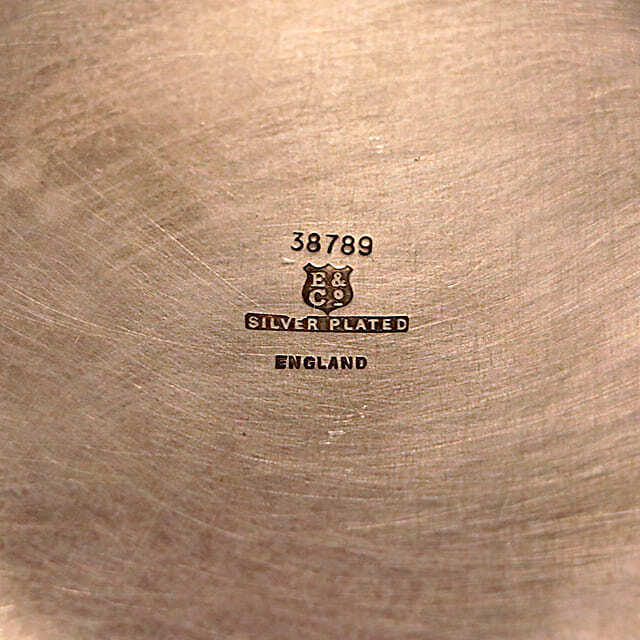 38789
E &
Co
SILVER PLATED
ENGLAND